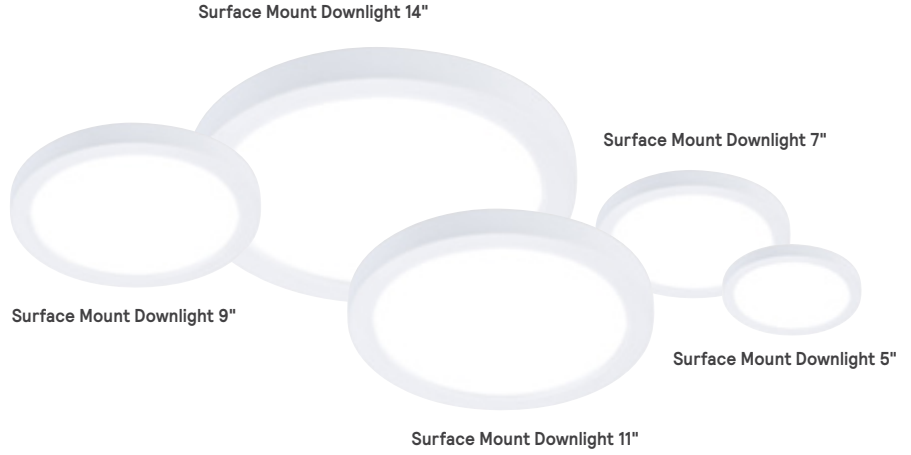 Surface Mount Downlight 14"
Surface Mount Downlight 7"
Surface Mount Downlight 9"
Surface Mount Downlight 5"
Surface Mount Downlight 11"